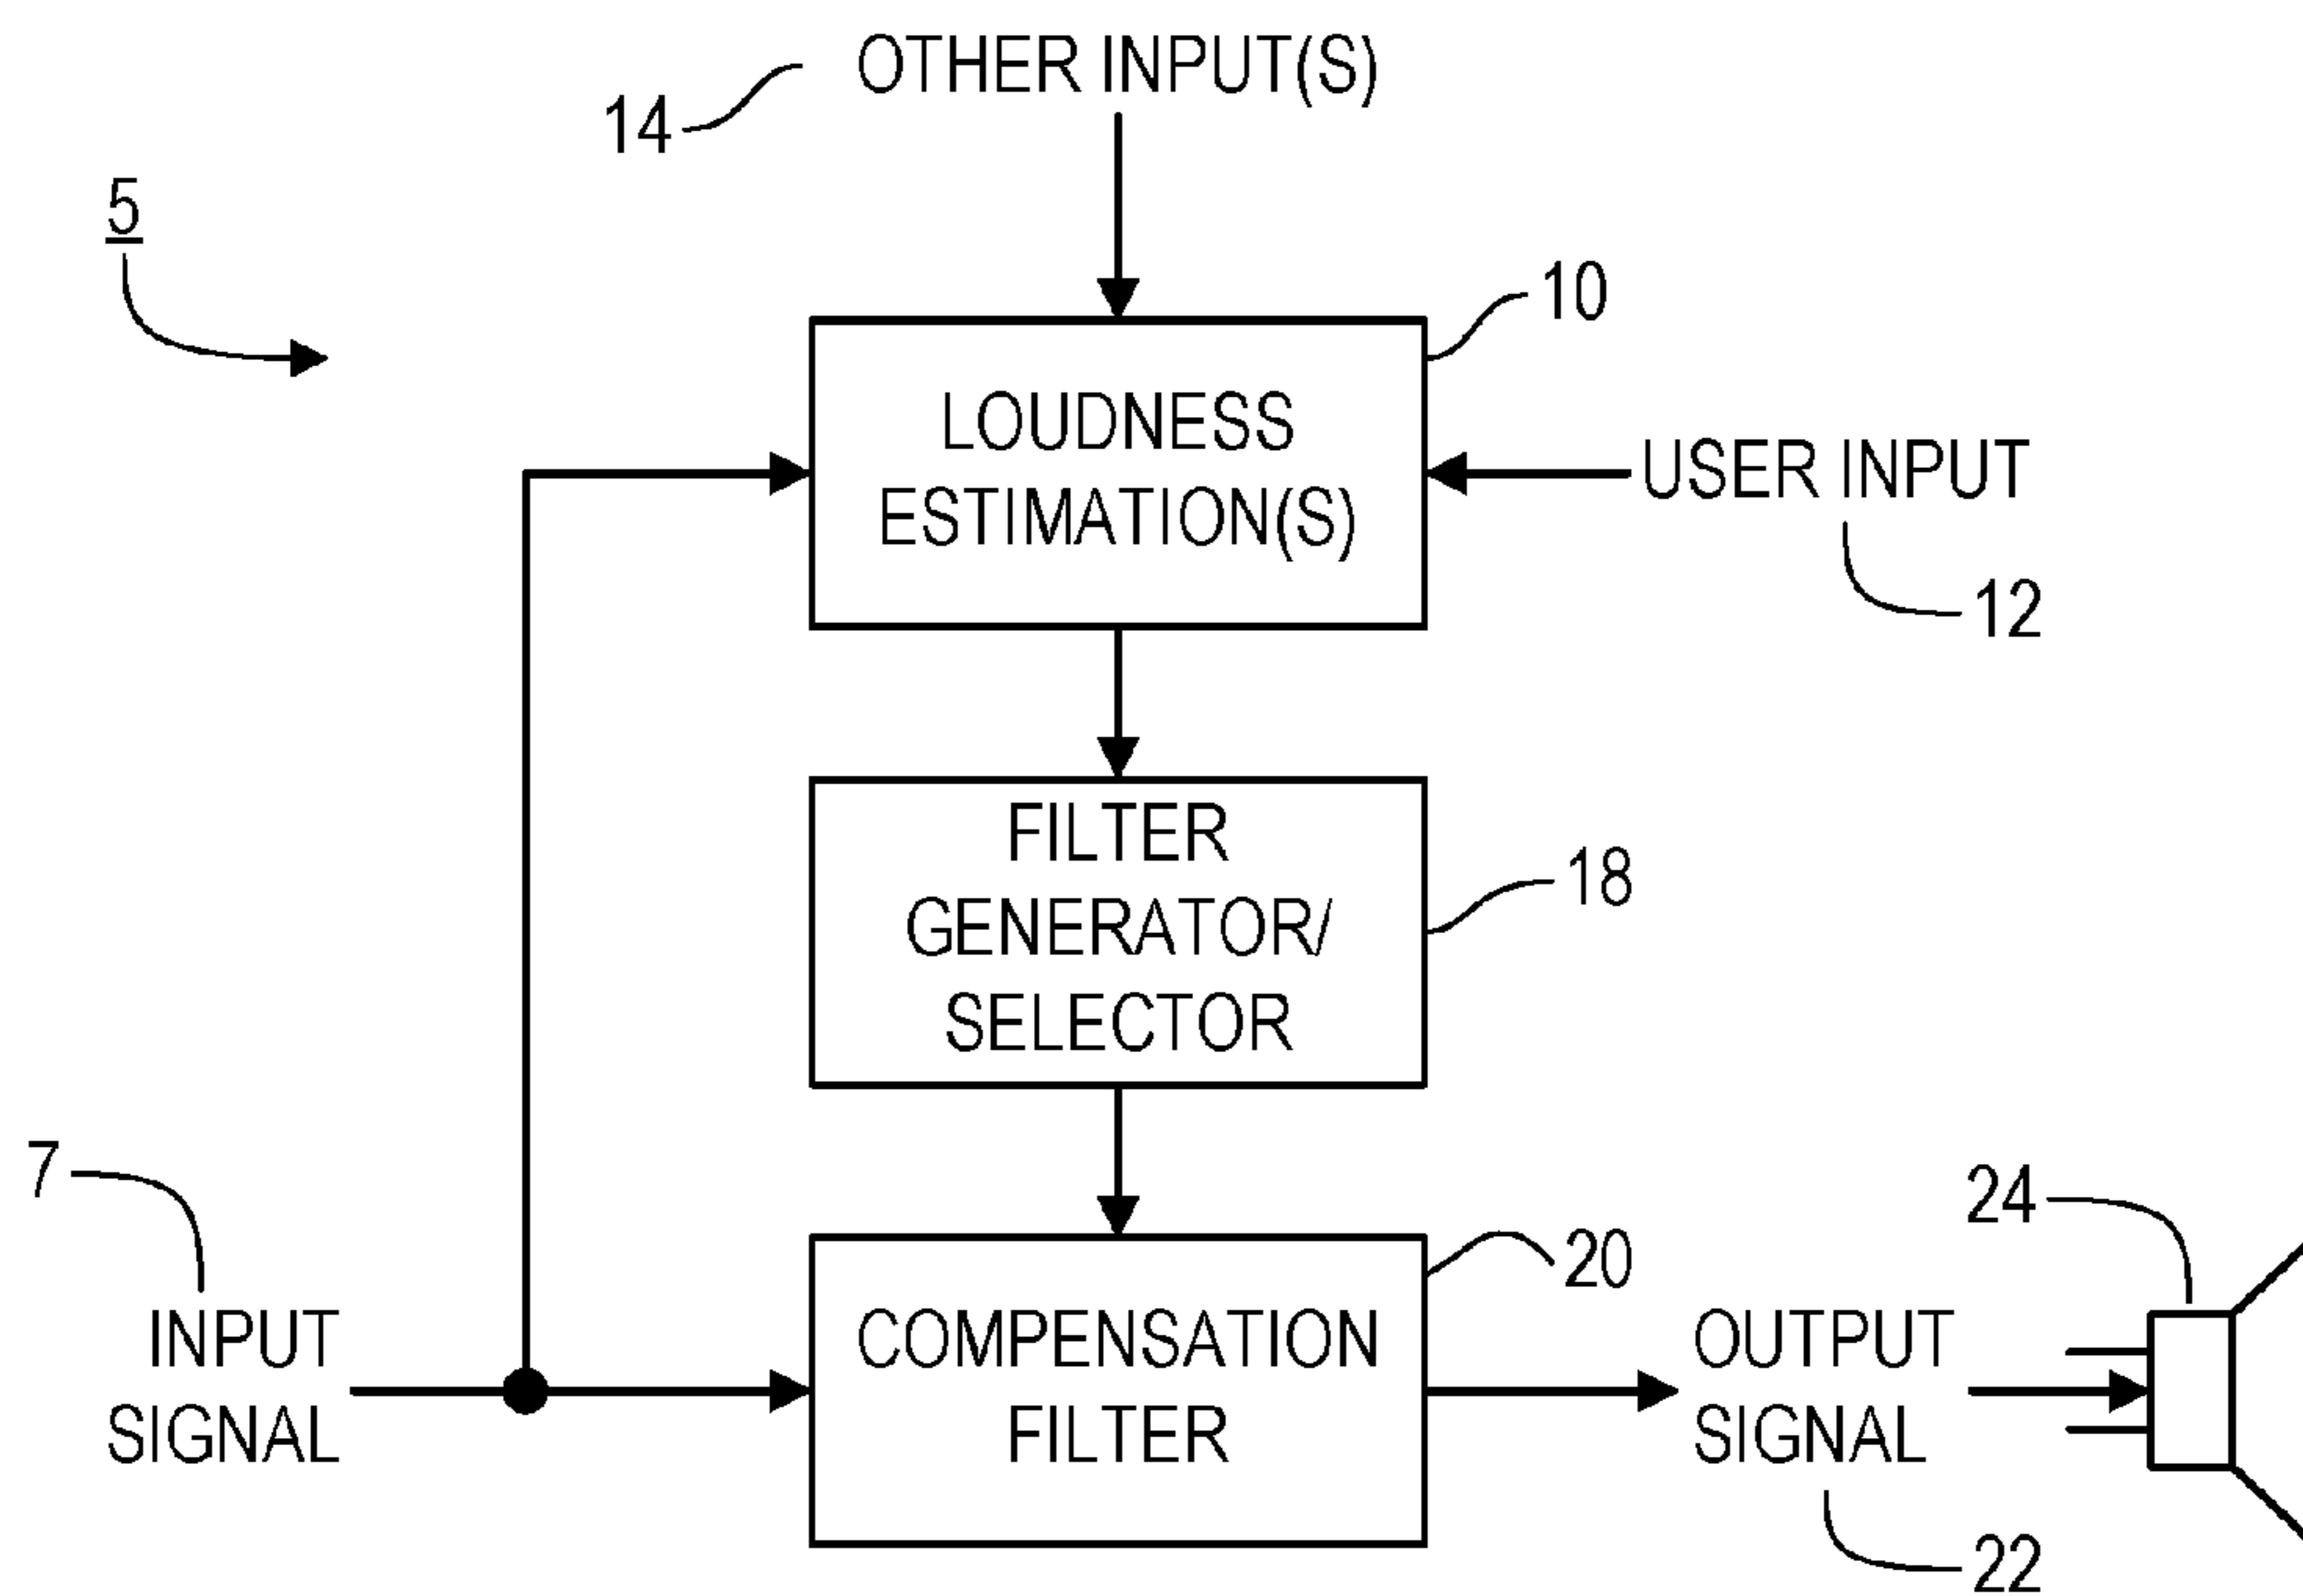 OTHER INPUT(S)
14
5
10
LOUDNESS
ESTIMATION(S)
USER INPUT
12
FILTER
GENERATOR/
SELECTOR
18
7
INPUT
SIGNAL
20
COMPENSATION
FILTER
OUTPUT
SIGNAL
24
22